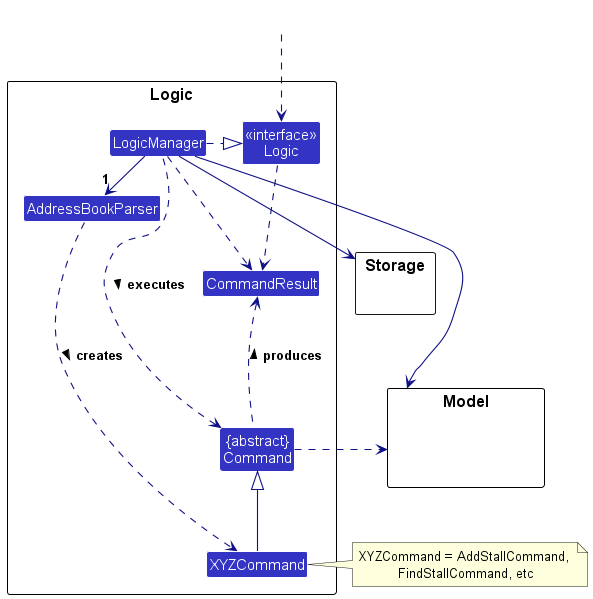 Logic
«interface»
Logic
LogicManager
1
AddressBookParser
Storage
CommandResult
executes
creates
produces
Model
{abstract}
Command
XYZCommand
XYZCommand = AddStallCommand,
FindStallCommand, etc